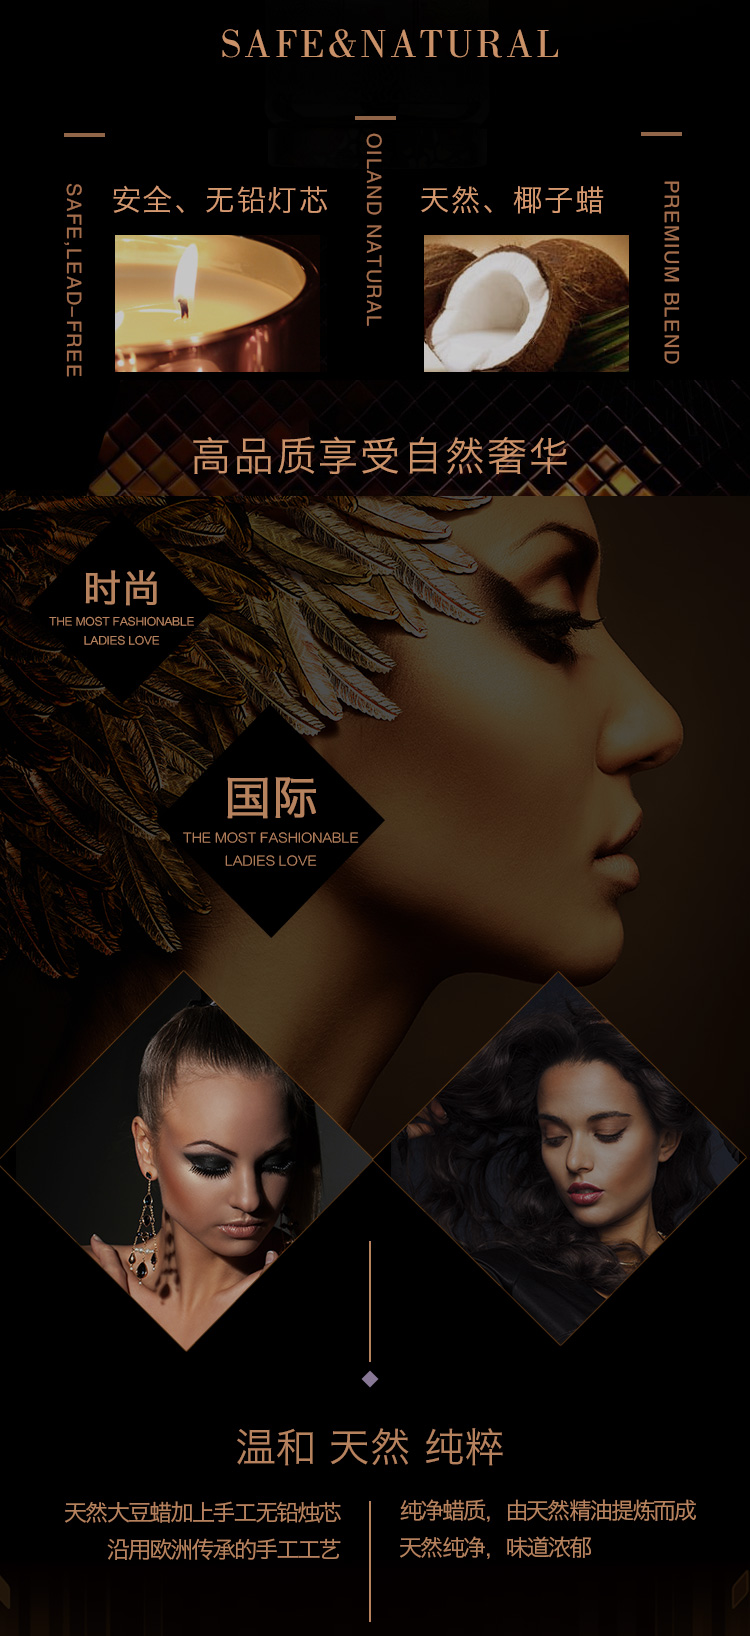 SAFE&NATURAL
SAFE,LEAD-FREE
安全、无铅灯芯
OILAND NATURAL
天然、椰子蜡
PREMIUM BLEND
高品质享受自然奢华
时尚
THE MOST FASHIONABLE
LADIES LOVE
国际
THE MOST FASHIONABLE
LADIES LOVE
温和 天然 纯粹
天然大豆蜡加上手工无铅烛芯
沿用欧洲传承的手工工艺
纯净蜡质，由天然精油提炼而成
天然纯净，味道浓郁